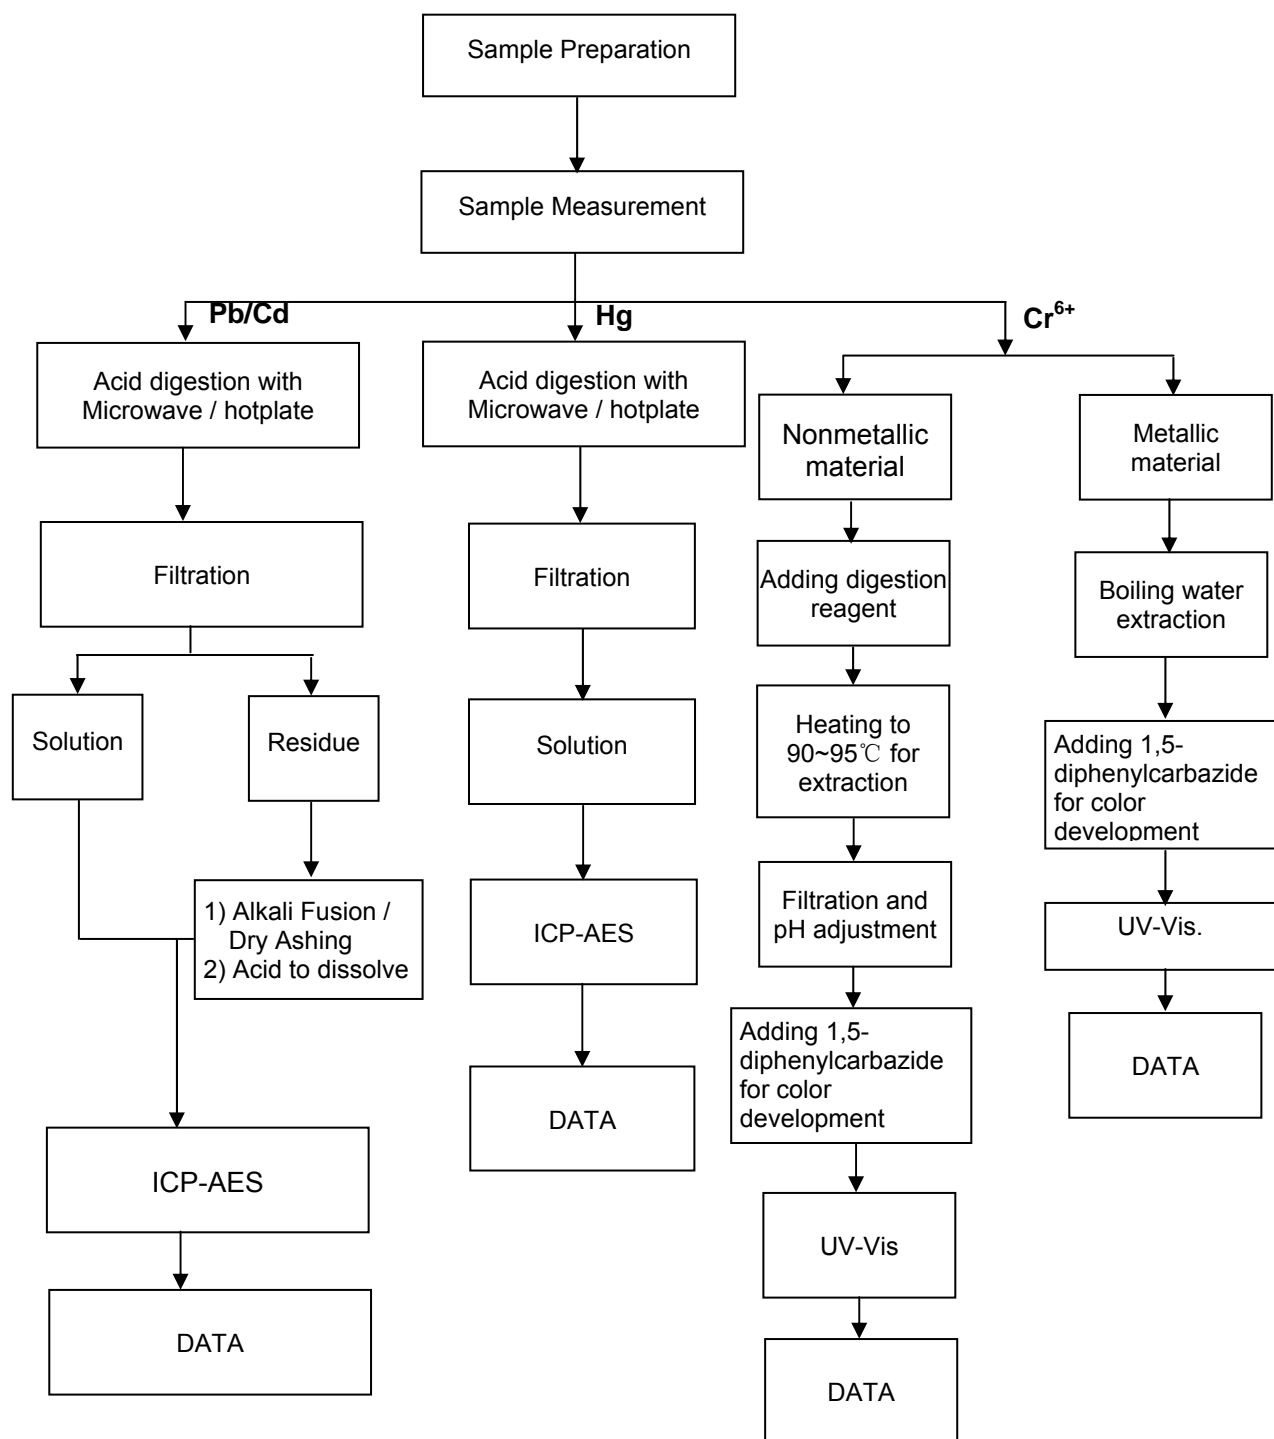 Sample Preparation
Sample Measurement
Pb/Cd
Hg
Cr6+
Acid digestion with
Microwave / hotplate
Acid digestion with
Microwave / hotplate
Nonmetallic
material
Metallic
material
Filtration
Filtration
Adding digestion
reagent
Boiling water
extraction
Solution
Residue
Solution
Heating to
90~95℃ for
extraction
Adding 1,5-
diphenylcarbazide
for color
development
1) Alkali Fusion /
Dry Ashing
2) Acid to dissolve
ICP-AES
Filtration and
pH adjustment
UV-Vis.
Adding 1,5-
diphenylcarbazide
for color
development
DATA
DATA
ICP-AES
UV-Vis
DATA
DATA